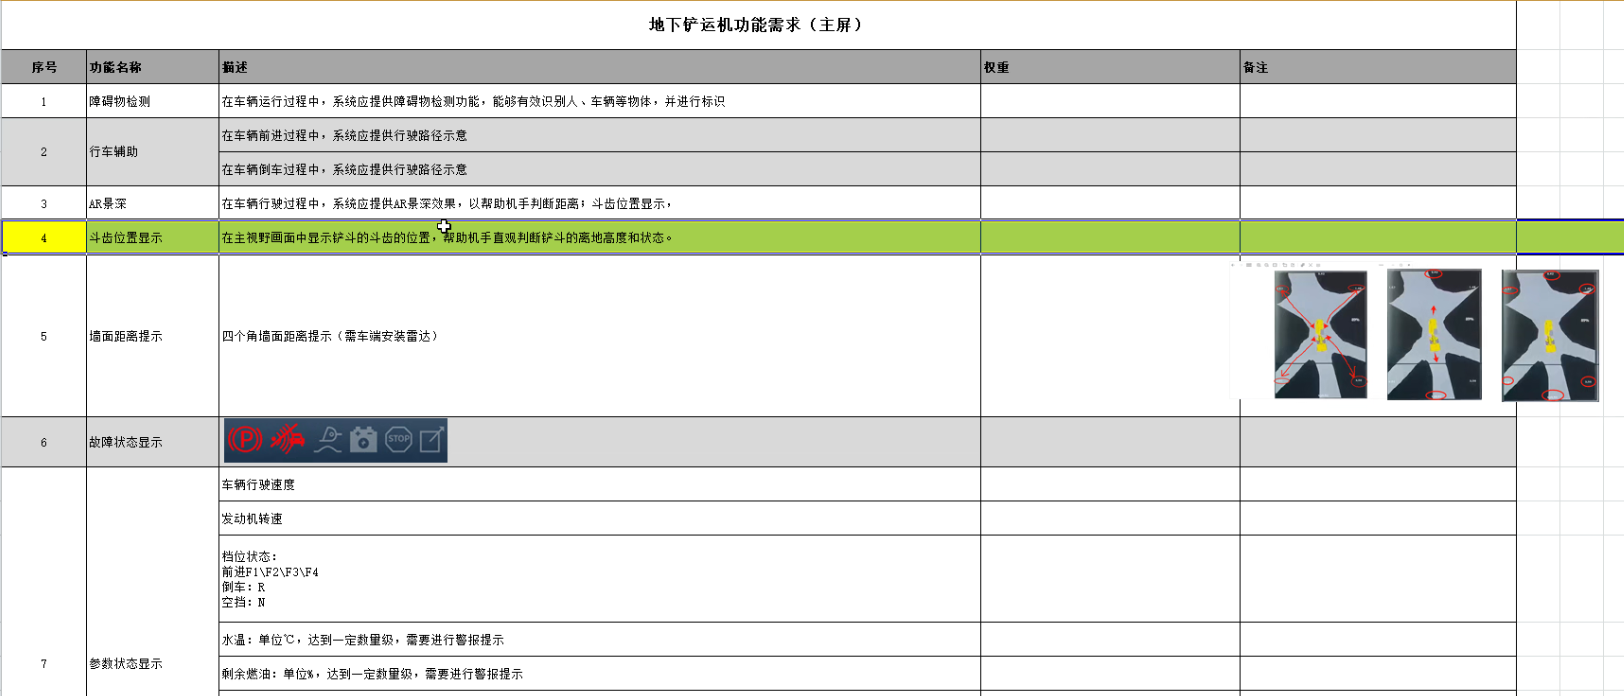 地下铲运机功能需求（主屏）
序号 功能名称 描述 权重 备注
1 障碍物检测 在车辆运行过程中，系统应提供障碍物检测功能，能够有效识别人、车辆等物体，并进行标识
2 行车辅助 在车辆前进过程中，系统应提供行驶路径示意
在车辆倒车过程中，系统应提供行驶路径示意
3 AR景深 在车辆行驶过程中，系统应提供AR景深效果，以帮助机手判断距离；斗齿位置显示，
4 斗齿位置显示 在主视野画面中显示铲斗的斗齿的位置，帮助机手直观判断铲斗的离地高度和状态。
5 墙面距离提示 四个角墙面距离提示（需车端安装雷达）
6 故障状态显示 P STOP
7 参数状态显示
车辆行驶速度
发动机转速
档位状态：
前进F1\F2\F3\F4
倒车：R
空挡：N
水温：单位℃，达到一定数量级，需要进行警报提示
剩余燃油：单位%，达到一定数量级，需要进行警报提示